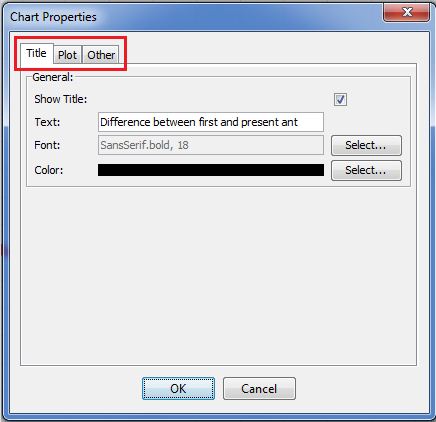 Chart Properties
Title Plot Other
General:
Show Title:
Text: Difference between first and present ant
Font: SansSerif.bold, 18 Select...
Color: Select...
OK Cancel